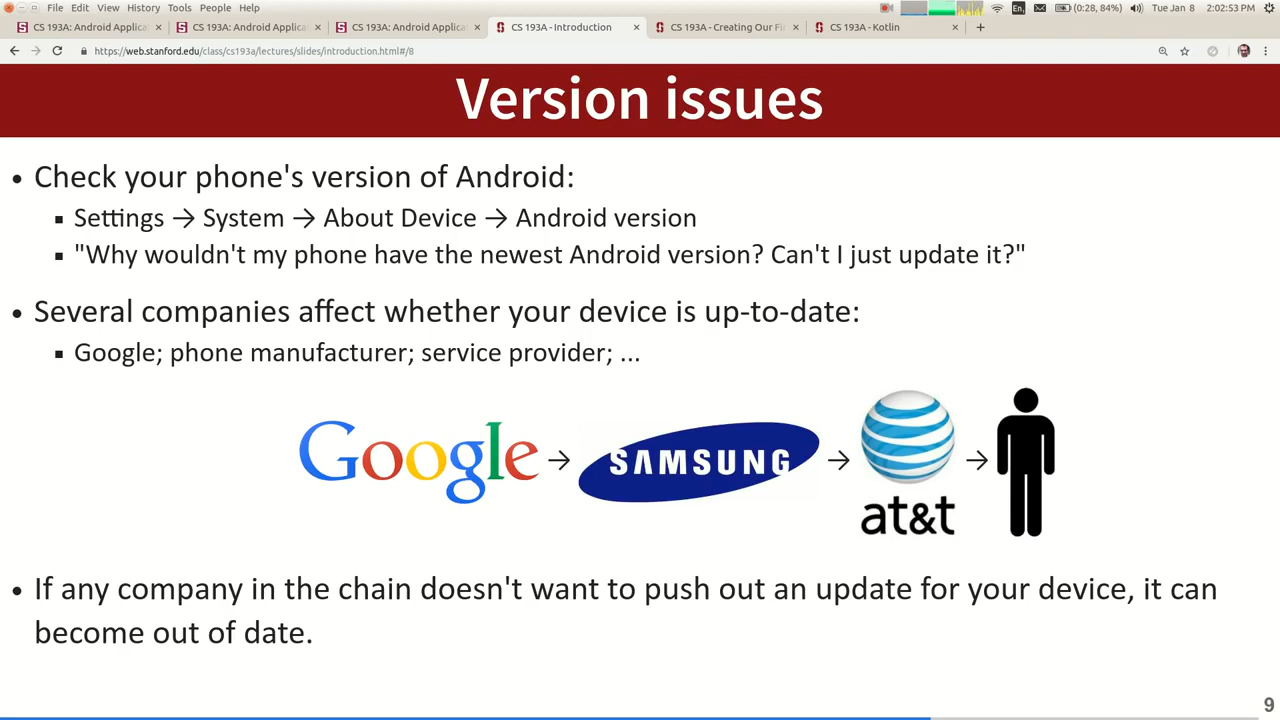 File Edit View History Tools People Help
En, (0:28, 84%) Tue Jan 8 2:02:53 PM
CS 193A: Android Applica × CS 193A: Android Applicat × CS 193A: Android Applicat × CS 193A - Introduction × CS 193A - Creating Our Fi × CS 193A - Kotlin ×
https://web.stanford.edu/class/cs193a/lectures/slides/introduction.html#/8
Version issues
• Check your phone's version of Android:
▪ Settings → System → About Device → Android version
▪ "Why wouldn't my phone have the newest Android version? Can't I just update it?"
• Several companies affect whether your device is up-to-date:
▪ Google; phone manufacturer; service provider; ...
Google → SAMSUNG → at&t →
• If any company in the chain doesn't want to push out an update for your device, it can
become out of date.
9